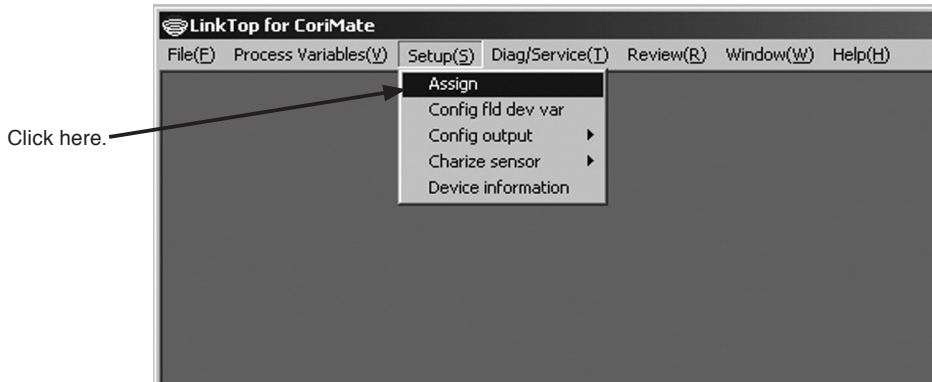 LinkTop for CoriMate
File(F) Process Variables(V) Setup(S) Diag/Service(T) Review(R) Window(W) Help(H)
Assign
Config fld dev var
Config output
Charize sensor
Device information
Click here.